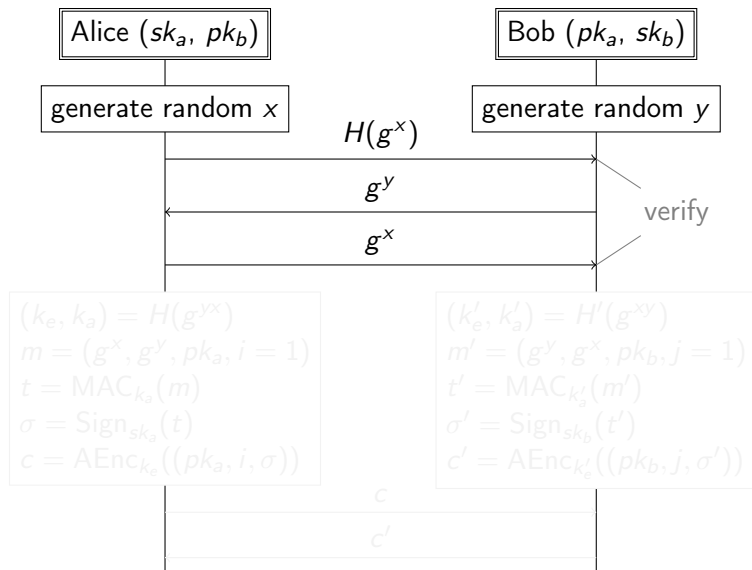 Alice (sk_a, pk_b)
Bob (pk_a, sk_b)
generate random x
generate random y
H(g^x)
g^y
verify
g^x
(k_e, k_a) = H(g^{yx})
m = (g^x, g^y, pk_a, i = 1)
t = MAC_{k_a}(m)
σ = Sign_{sk_a}(t)
c = AEnc_{k_e}((pk_a, i, σ))
(k'_e, k'_a) = H'(g^{xy})
m' = (g^y, g^x, pk_b, j = 1)
t' = MAC_{k'_a}(m')
σ' = Sign_{sk_b}(t')
c' = AEnc_{k'_e}((pk_b, j, σ'))
c
c'